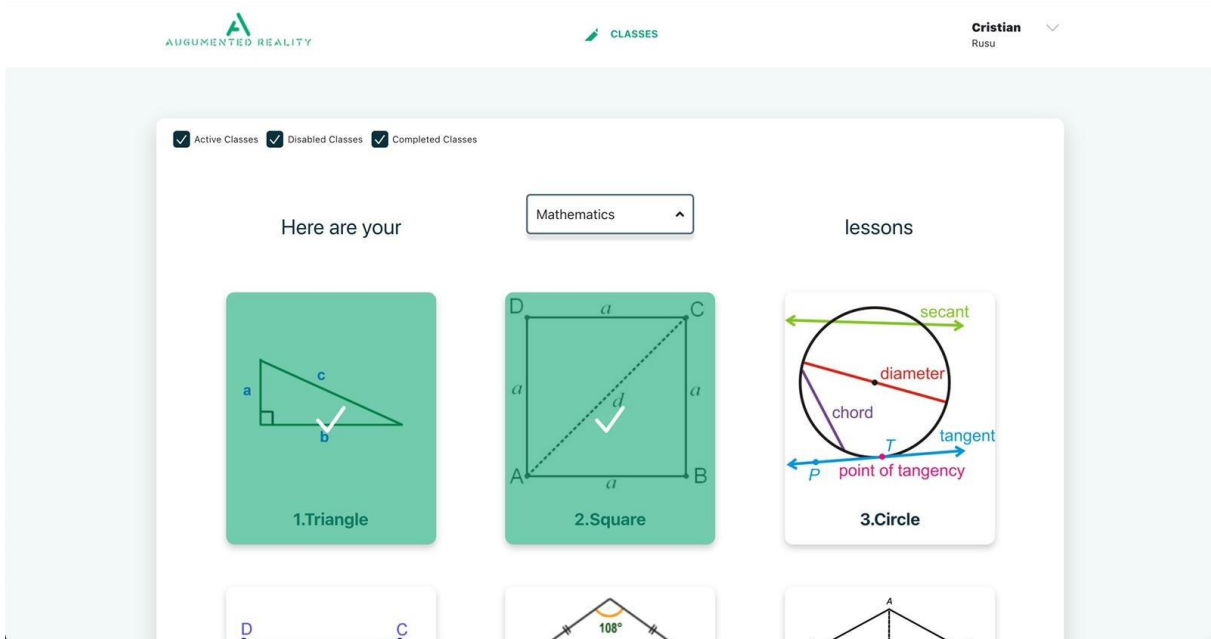 AUGUMENTED REALITY
CLASSES
Cristian
Rusu
Active Classes Disabled Classes Completed Classes
Here are your
Mathematics
lessons
a
c
b
1.Triangle
D
a
C
a
d
a
A
a
B
2.Square
secant
diameter
chord
tangent
T
P
point of tangency
3.Circle
D
C
108°
A